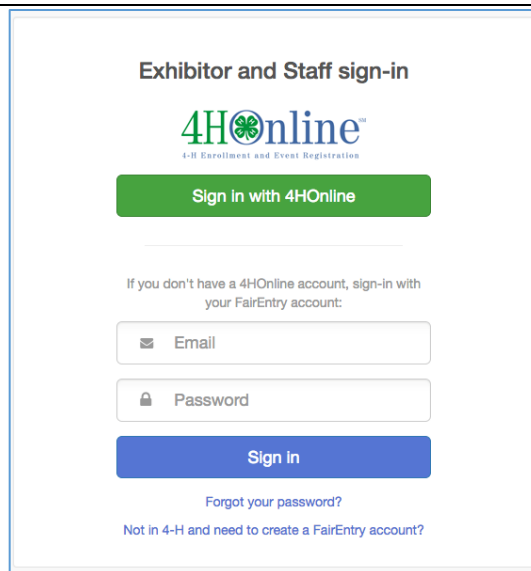 Exhibitor and Staff sign-in
4HOnline℠
4-H Enrollment and Event Registration
Sign in with 4HOnline
If you don't have a 4HOnline account, sign-in with
your FairEntry account:
Email
Password
Sign in
Forgot your password?
Not in 4-H and need to create a FairEntry account?